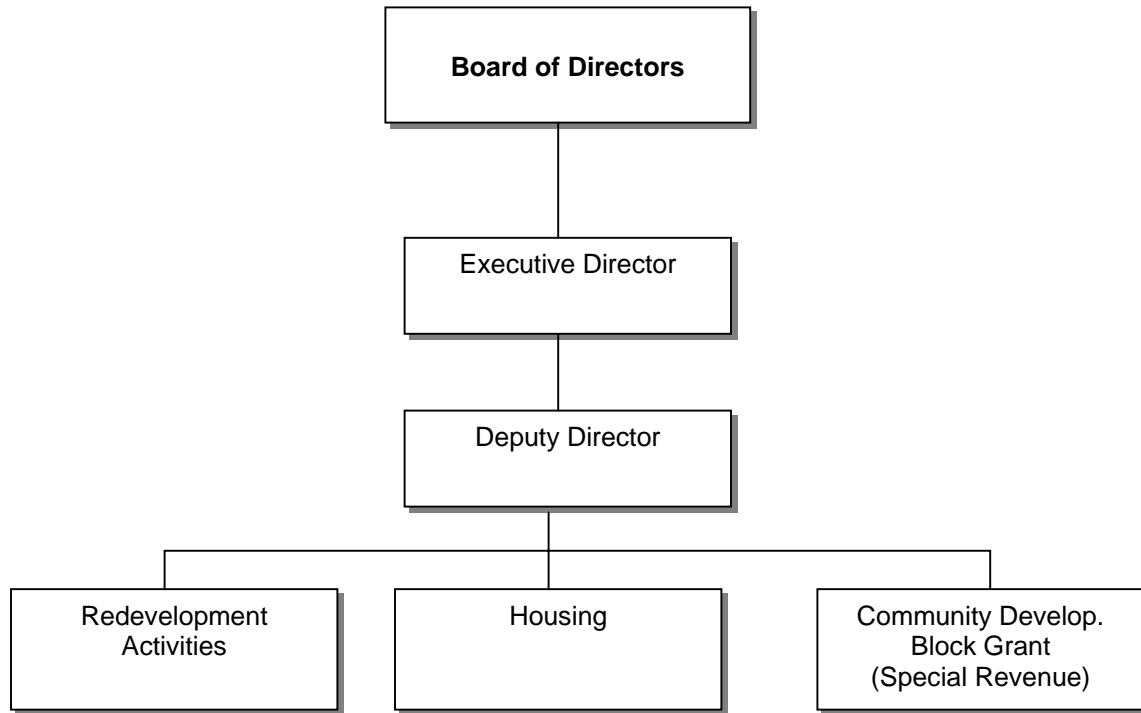 Board of Directors
Executive Director
Deputy Director
Redevelopment
Activities
Housing
Community Develop.
Block Grant
(Special Revenue)